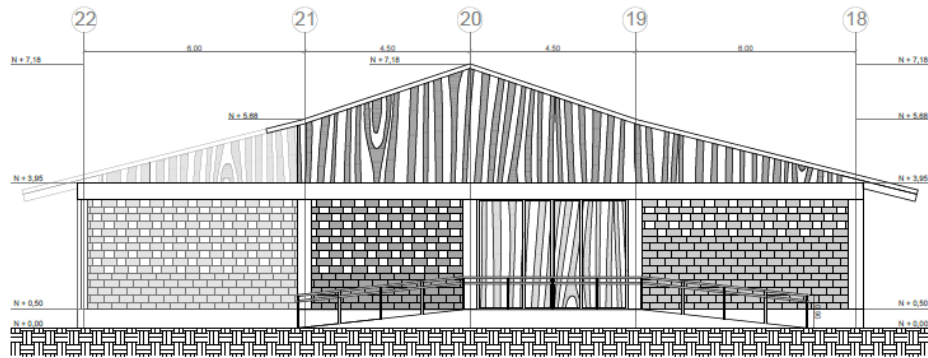 22 21 20 19 18
6.00 4.50 4.50 6.00
N + 7,18 N + 7,18 N + 7,18
N + 5,68 N + 5,68
N + 3,95 N + 3,95
N + 0,50 N + 0,50
.90
N + 0,00 N + 0,00